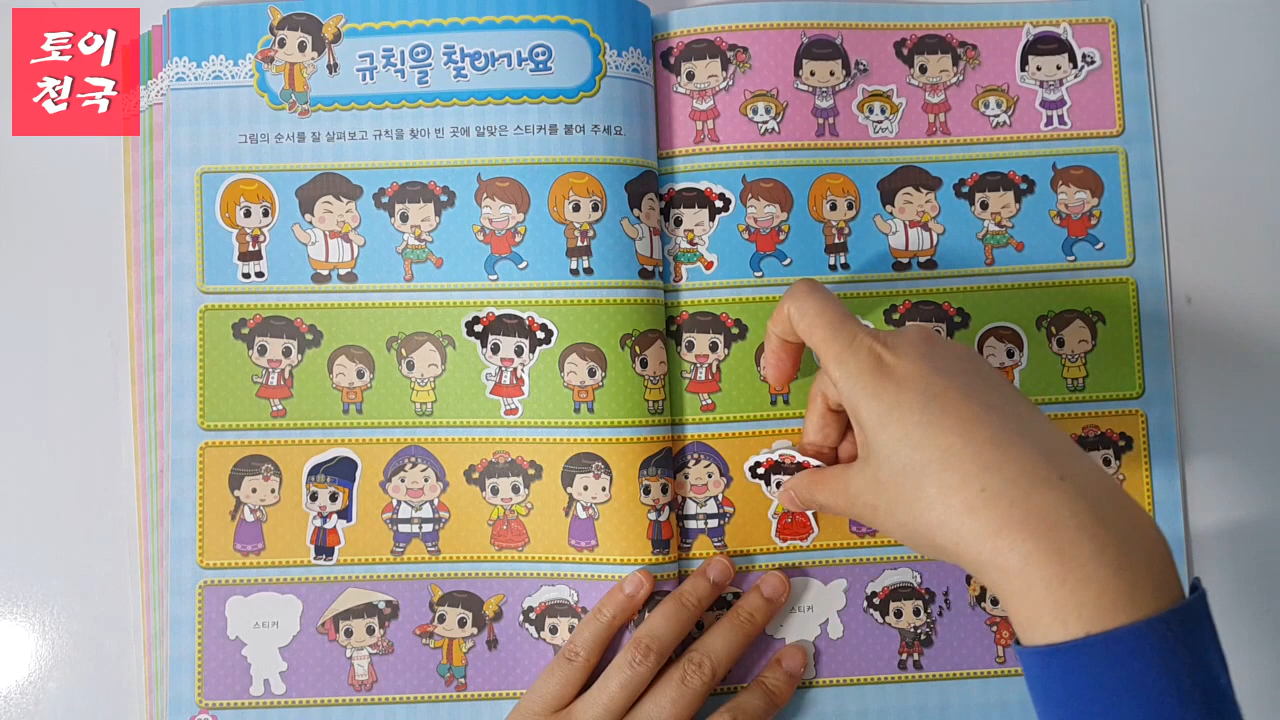 토이
천국
규칙을 찾아가요
그림의 순서를 잘 살펴보고 규칙을 찾아 빈 곳에 알맞은 스티커를 붙여 주세요.
스티커
스티커